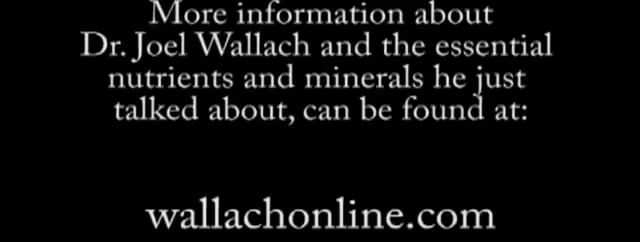 More information about
Dr. Joel Wallach and the essential
nutrients and minerals he just
talked about, can be found at:
wallachonline.com